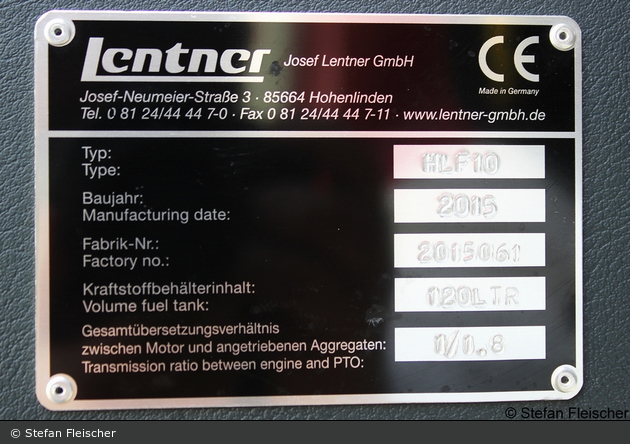 Lentner Josef Lentner GmbH CE
Made in Germany
Josef-Neumeier-Straße 3 · 85664 Hohenlinden
Tel. 0 81 24/44 44 7-0 · Fax 0 81 24/44 44 7-11 · www.lentner-gmbh.de
Typ:
Type: HLF10
Baujahr:
Manufacturing date: 2015
Fabrik-Nr.:
Factory no.: 2015061
Kraftstoffbehälterinhalt:
Volume fuel tank: 120LTR
Gesamtübersetzungsverhältnis
zwischen Motor und angetriebenen Aggregaten: 1/1.8
Transmission ratio between engine and PTO:
© Stefan Fleischer
© Stefan Fleischer